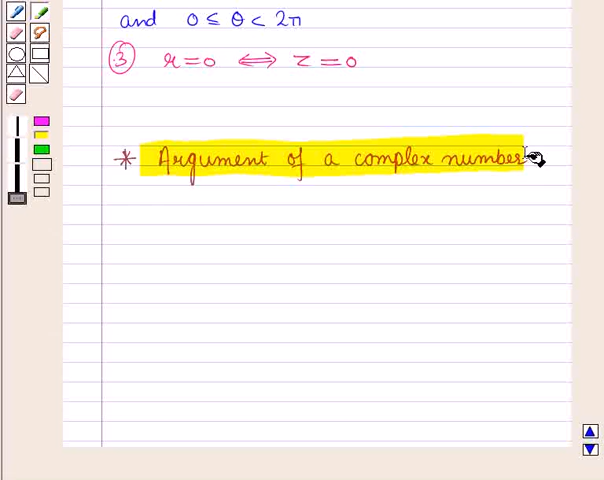 and 0 ≤ θ < 2π
③ r=0 ⟺ z=0
* Argument of a complex number